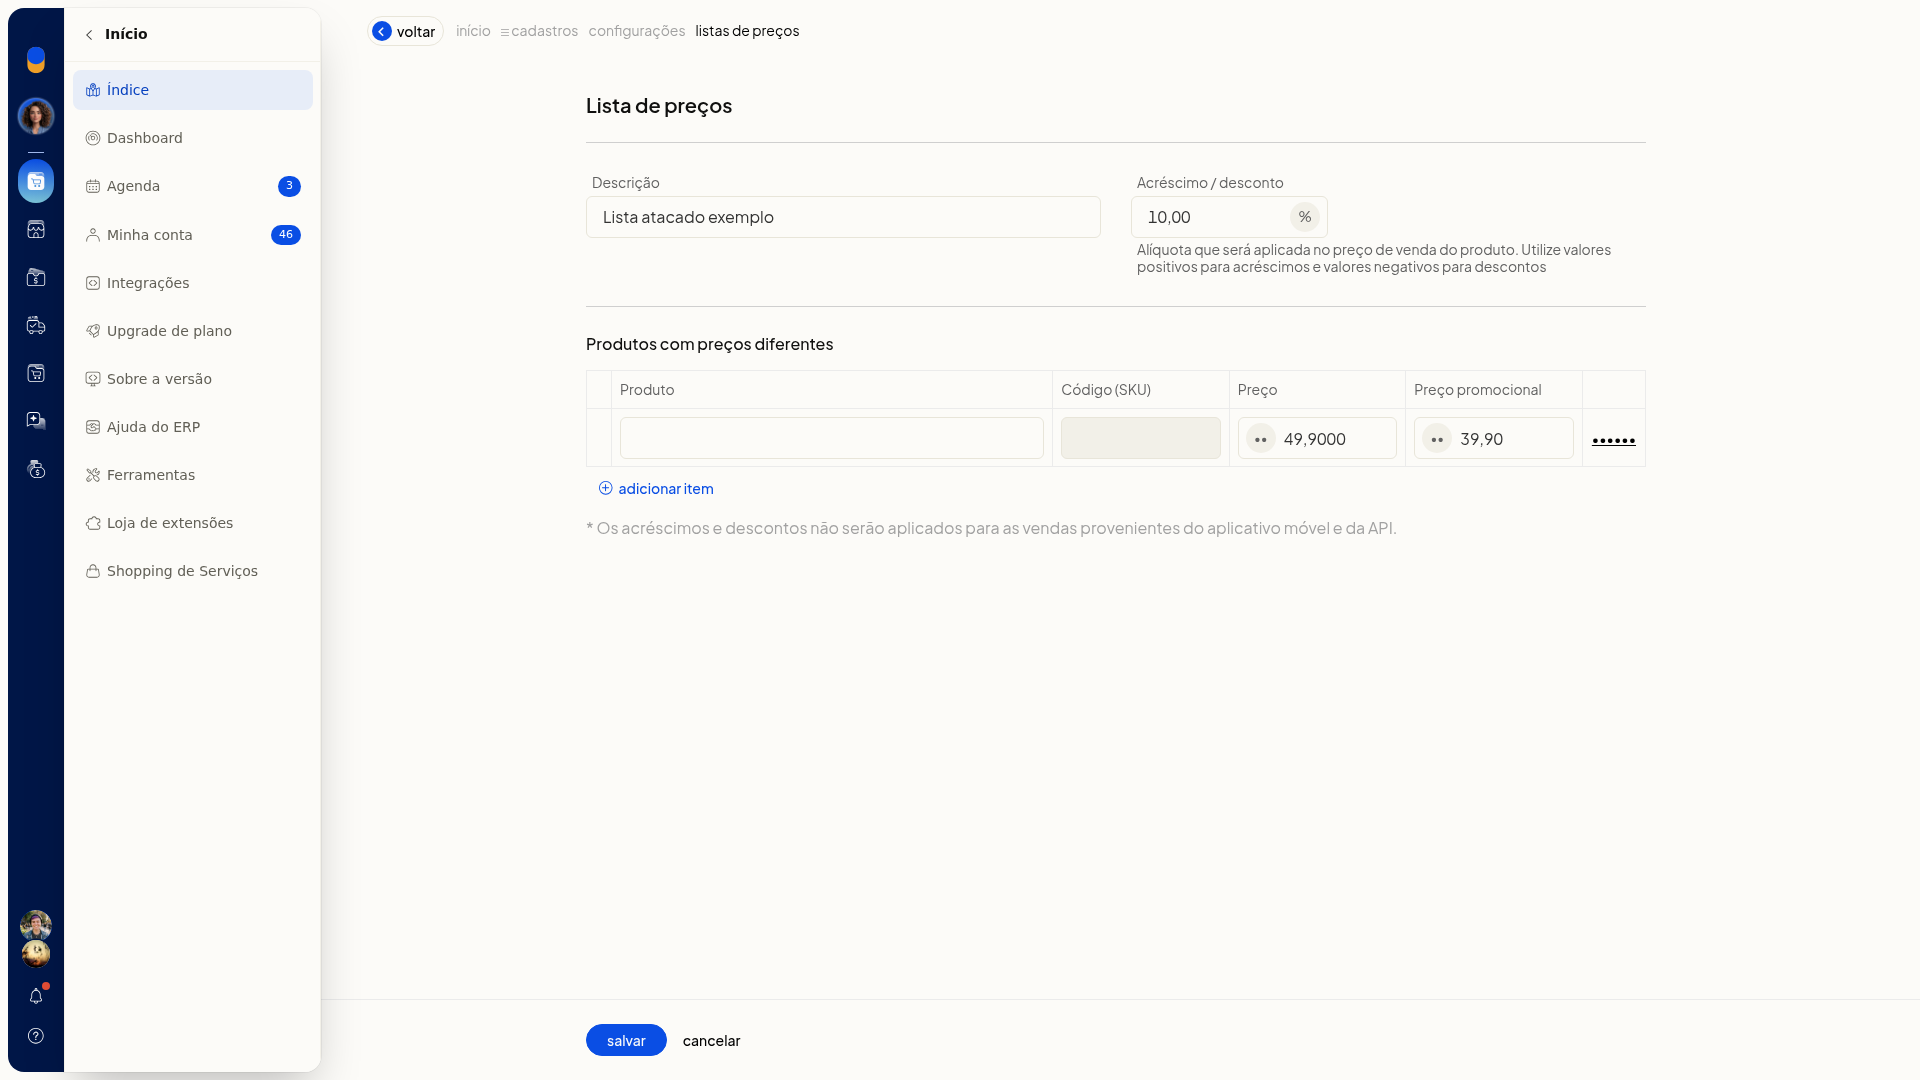 Início
Índice
Dashboard
Agenda 3
Minha conta 46
Integrações
Upgrade de plano
Sobre a versão
Ajuda do ERP
Ferramentas
Loja de extensões
Shopping de Serviços
voltar início cadastros configurações listas de preços
Lista de preços
Descrição
Lista atacado exemplo
Acréscimo / desconto
10,00 %
Alíquota que será aplicada no preço de venda do produto. Utilize valores
positivos para acréscimos e valores negativos para descontos
Produtos com preços diferentes
Produto Código (SKU) Preço Preço promocional
•• 49,9000 •• 39,90 ••••••
adicionar item
* Os acréscimos e descontos não serão aplicados para as vendas provenientes do aplicativo móvel e da API.
salvar cancelar